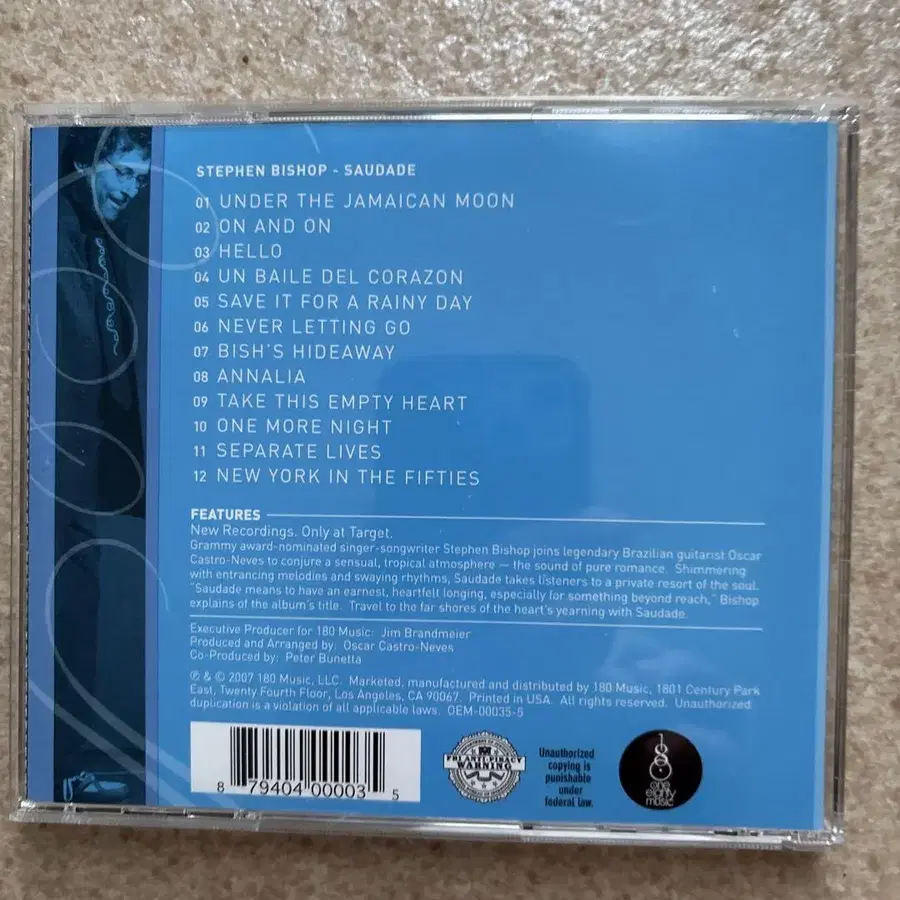 STEPHEN BISHOP - SAUDADE
01 UNDER THE JAMAICAN MOON
02 ON AND ON
03 HELLO
04 UN BAILE DEL CORAZON
05 SAVE IT FOR A RAINY DAY
06 NEVER LETTING GO
07 BISH'S HIDEAWAY
08 ANNALIA
09 TAKE THIS EMPTY HEART
10 ONE MORE NIGHT
11 SEPARATE LIVES
12 NEW YORK IN THE FIFTIES
FEATURES
New Recordings. Only at Target.
Grammy award-nominated singer-songwriter Stephen Bishop joins legendary Brazilian guitarist Oscar
Castro-Neves to conjure a sensual, tropical atmosphere — the sound of pure romance. Shimmering
with entrancing melodies and swaying rhythms, Saudade takes listeners to a private resort of the soul.
"Saudade means to have an earnest, heartfelt longing, especially for something beyond reach," Bishop
explains of the album's title. Travel to the far shores of the heart's yearning with Saudade.
Executive Producer for 180 Music: Jim Brandmeier
Produced and Arranged by: Oscar Castro-Neves
Co-Produced by: Peter Bunetta
℗ & © 2007 180 Music, LLC. Marketed, manufactured and distributed by 180 Music, 1801 Century Park
East, Twenty Fourth Floor, Los Angeles, CA 90067. Printed in USA. All rights reserved. Unauthorized
duplication is a violation of all applicable laws. OEM-00035-5
8 79404 00003 5
FBI ANTI-PIRACY
WARNING
Unauthorized
copying is
punishable
under
federal law.
180
one
eighty
music